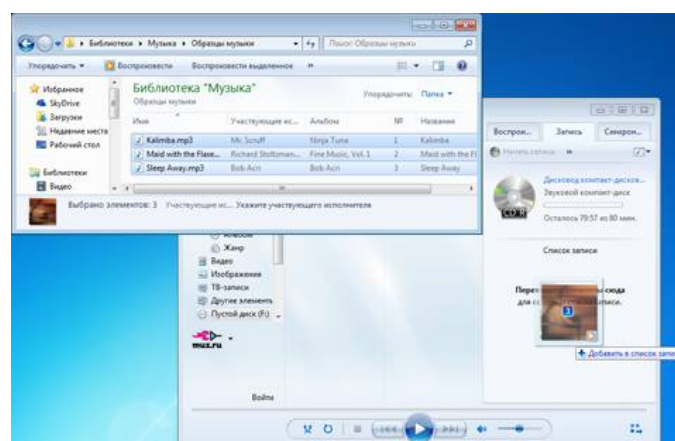 Библиотеки ▸ Музыка ▸ Образцы музыки
Поиск: Образцы музыки
Упорядочить
Воспроизвести
Воспроизвести выделенное
»
Избранное
SkyDrive
Загрузки
Недавние места
Рабочий стол
Библиотеки
Видео
Библиотека "Музыка"
Образцы музыки
Упорядочить: Папка
Имя Участвующие ис... Альбом № Название
Kalimba.mp3 Mr. Scruff Ninja Tuna 1 Kalimba
Maid with the Flaxe... Richard Stoltzman... Fine Music, Vol. 1 2 Maid with the Fl
Sleep Away.mp3 Bob Acri Bob Acri 3 Sleep Away
Выбрано элементов: 3 Участвующие ис... Укажите участвующего исполнителя
Альбом
Жанр
Видео
Изображения
ТВ-записи
Другие элементы
Пустой диск (F:)
muz.ru
Войти
Воспрои... Запись Синхрон...
Начать запись »
CD-R
Дисковод компакт-дисков...
Звуковой компакт-диск
Осталось 79:57 из 80 мин.
Список записи
сюда
записи.
3
Добавить в список запи